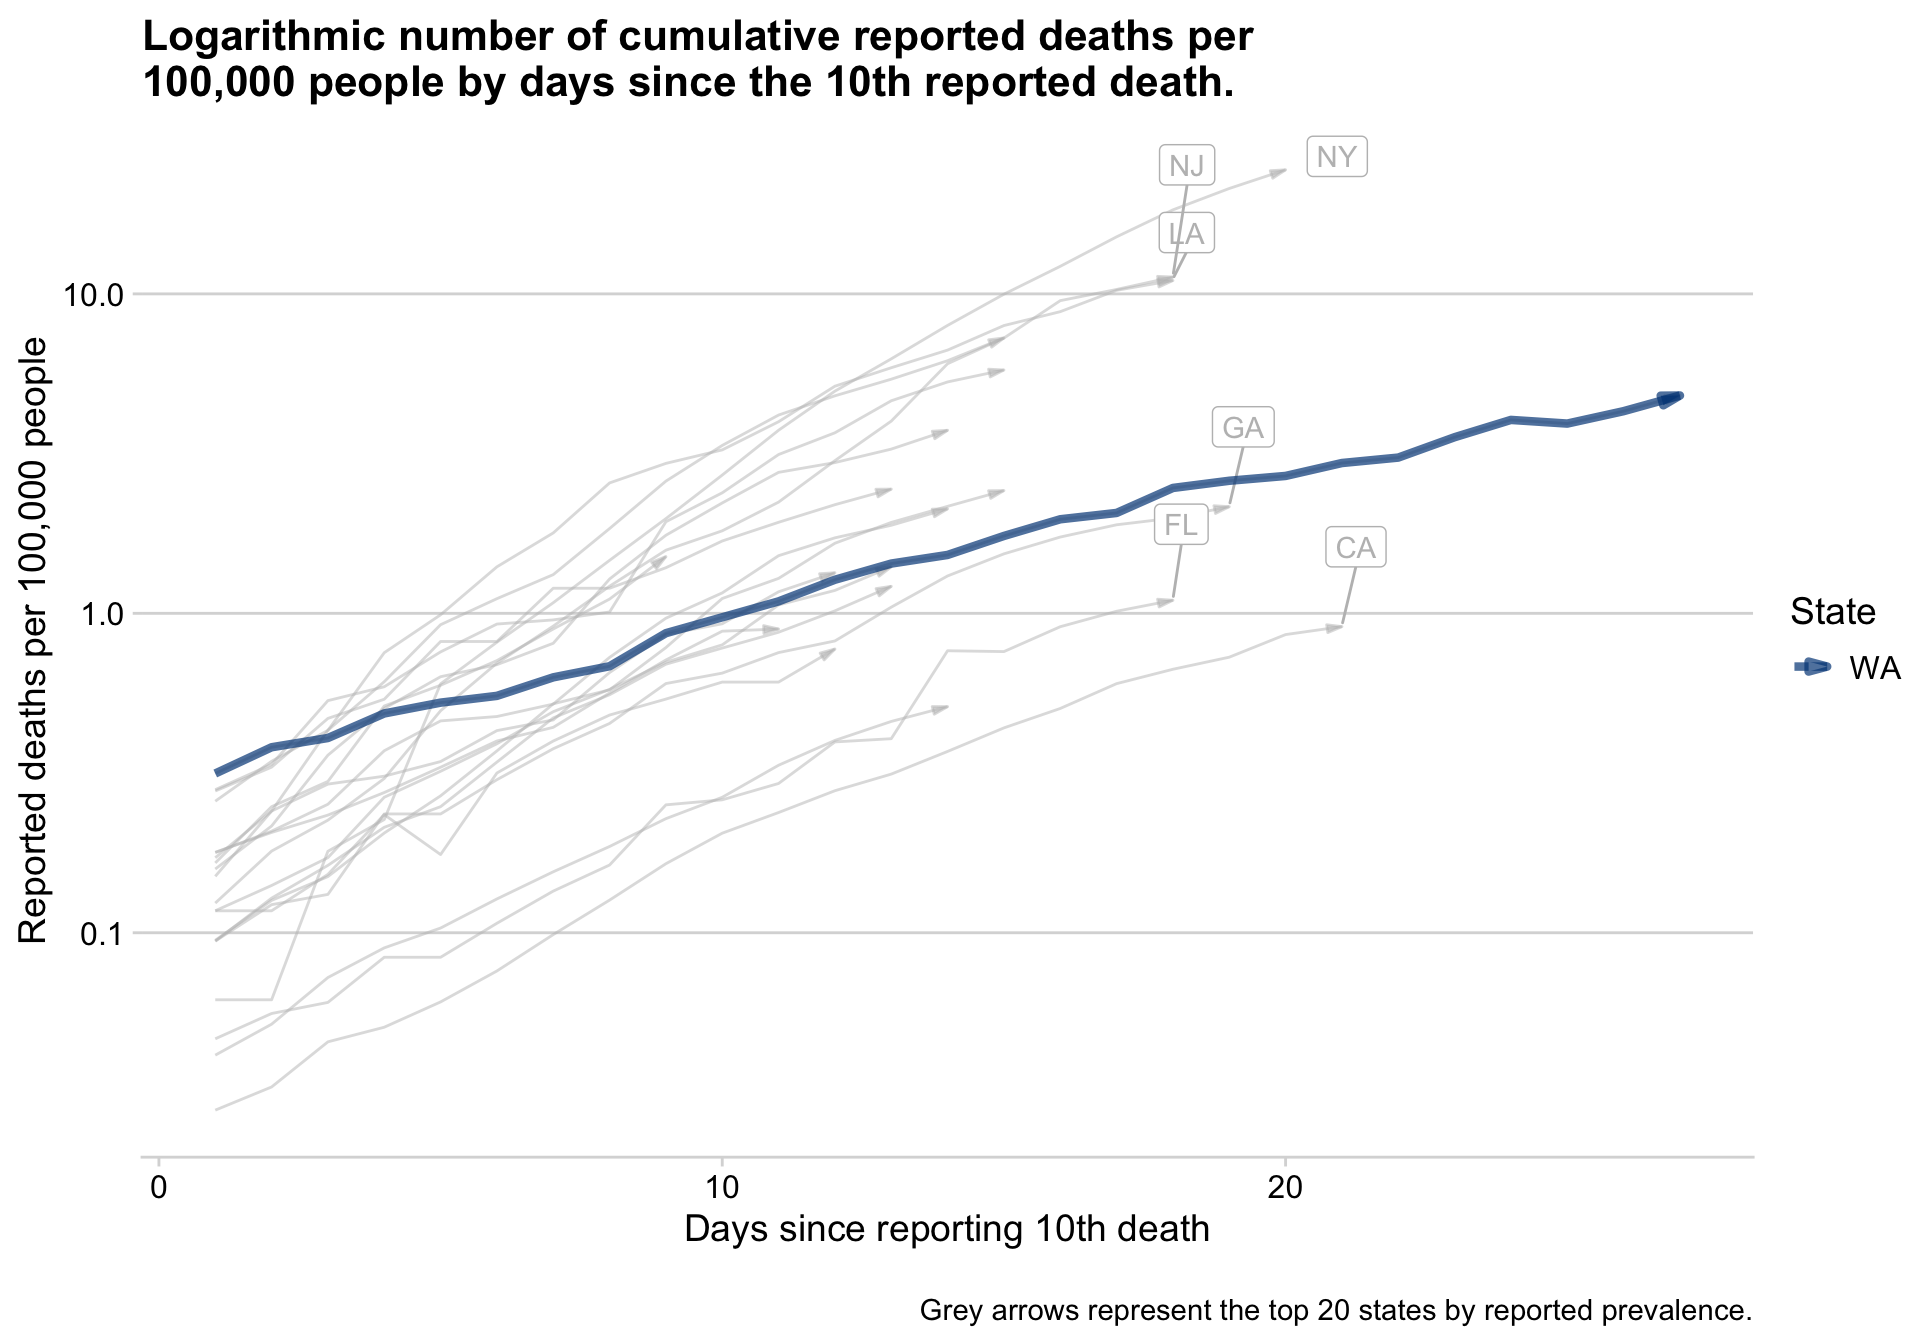 Logarithmic number of cumulative reported deaths per
100,000 people by days since the 10th reported death.
NJ
NY
LA
10.0
GA
FL
CA
1.0
0.1
Reported deaths per 100,000 people
State
WA
0
10
20
Days since reporting 10th death
Grey arrows represent the top 20 states by reported prevalence.